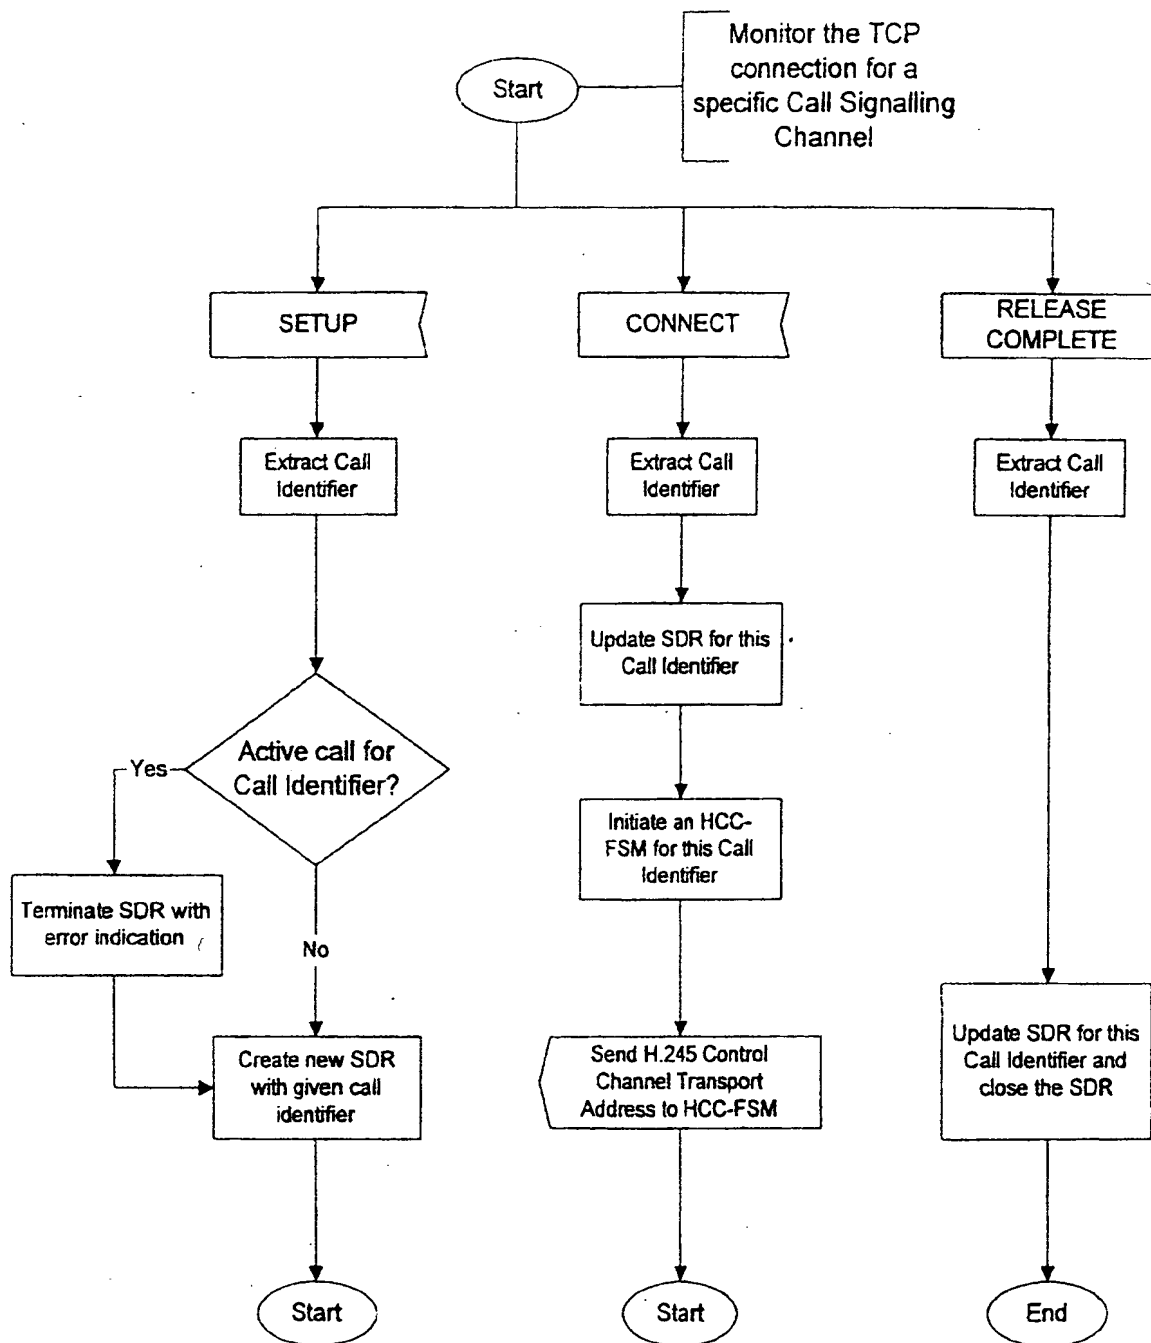 Start
Monitor the TCP
connection for a
specific Call Signalling
Channel
SETUP
Extract Call
Identifier
Active call for
Call Identifier?
Yes
Terminate SDR with
error indication
No
Create new SDR
with given call
identifier
Start
CONNECT
Extract Call
Identifier
Update SDR for this
Call Identifier
Initiate an HCC-
FSM for this Call
Identifier
Send H.245 Control
Channel Transport
Address to HCC-FSM
Start
RELEASE
COMPLETE
Extract Call
Identifier
Update SDR for this
Call Identifier and
close the SDR
End